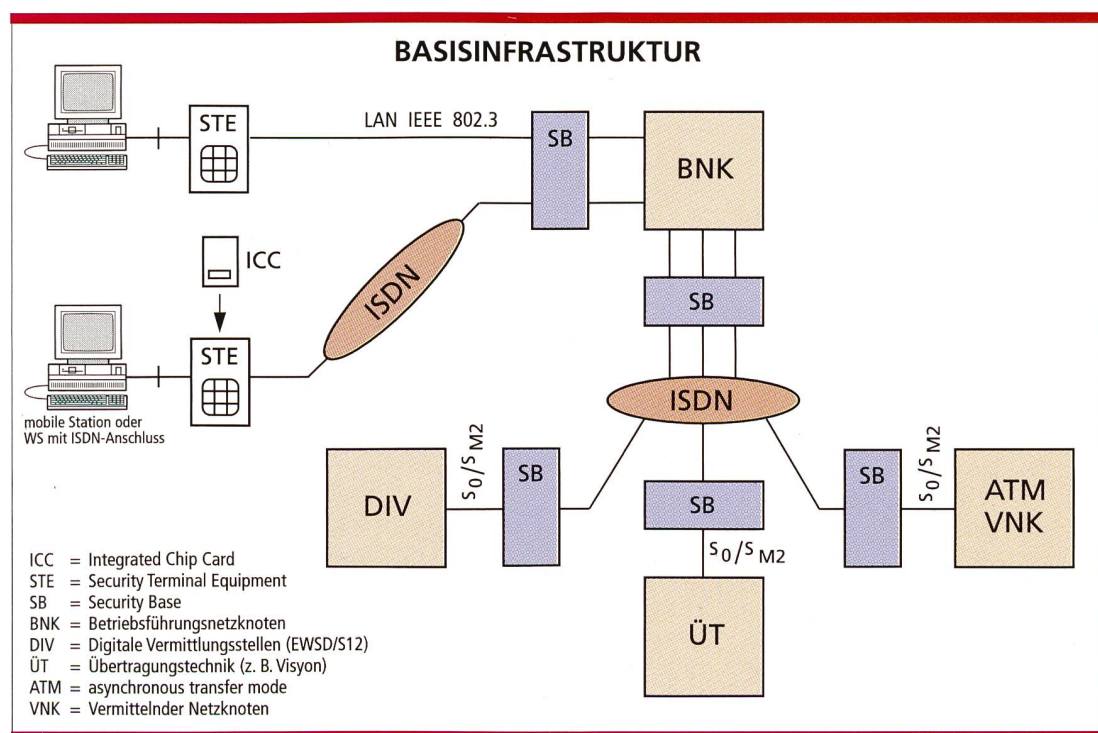 BASISINFRASTRUKTUR
STE
LAN IEEE 802.3
SB
BNK
ICC
ISDN
SB
STE
ISDN
mobile Station oder
WS mit ISDN-Anschluss
DIV
S0/SM2
SB
SB
S0/SM2
ÜT
SB
S0/SM2
ATM
VNK
ICC = Integrated Chip Card
STE = Security Terminal Equipment
SB = Security Base
BNK = Betriebsführungsnetzknoten
DIV = Digitale Vermittlungsstellen (EWSD/S12)
ÜT = Übertragungstechnik (z. B. Visyon)
ATM = asynchronous transfer mode
VNK = Vermittelnder Netzknoten